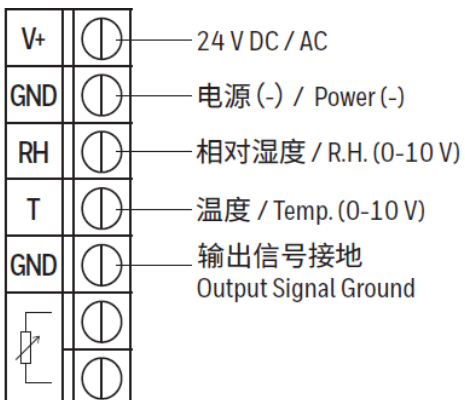 V+ 24 V DC / AC
GND 电源 (-) / Power (-)
RH 相对湿度 / R.H. (0-10 V)
T 温度 / Temp. (0-10 V)
GND 输出信号接地
Output Signal Ground